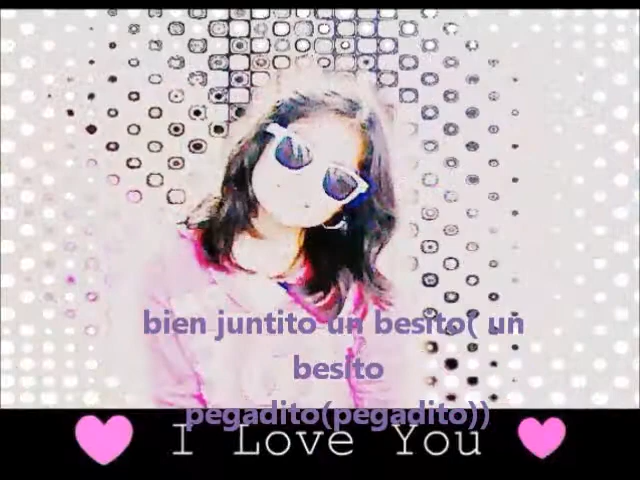 bien juntito un besito( un
besito
pegadito(pegadito))
I Love You